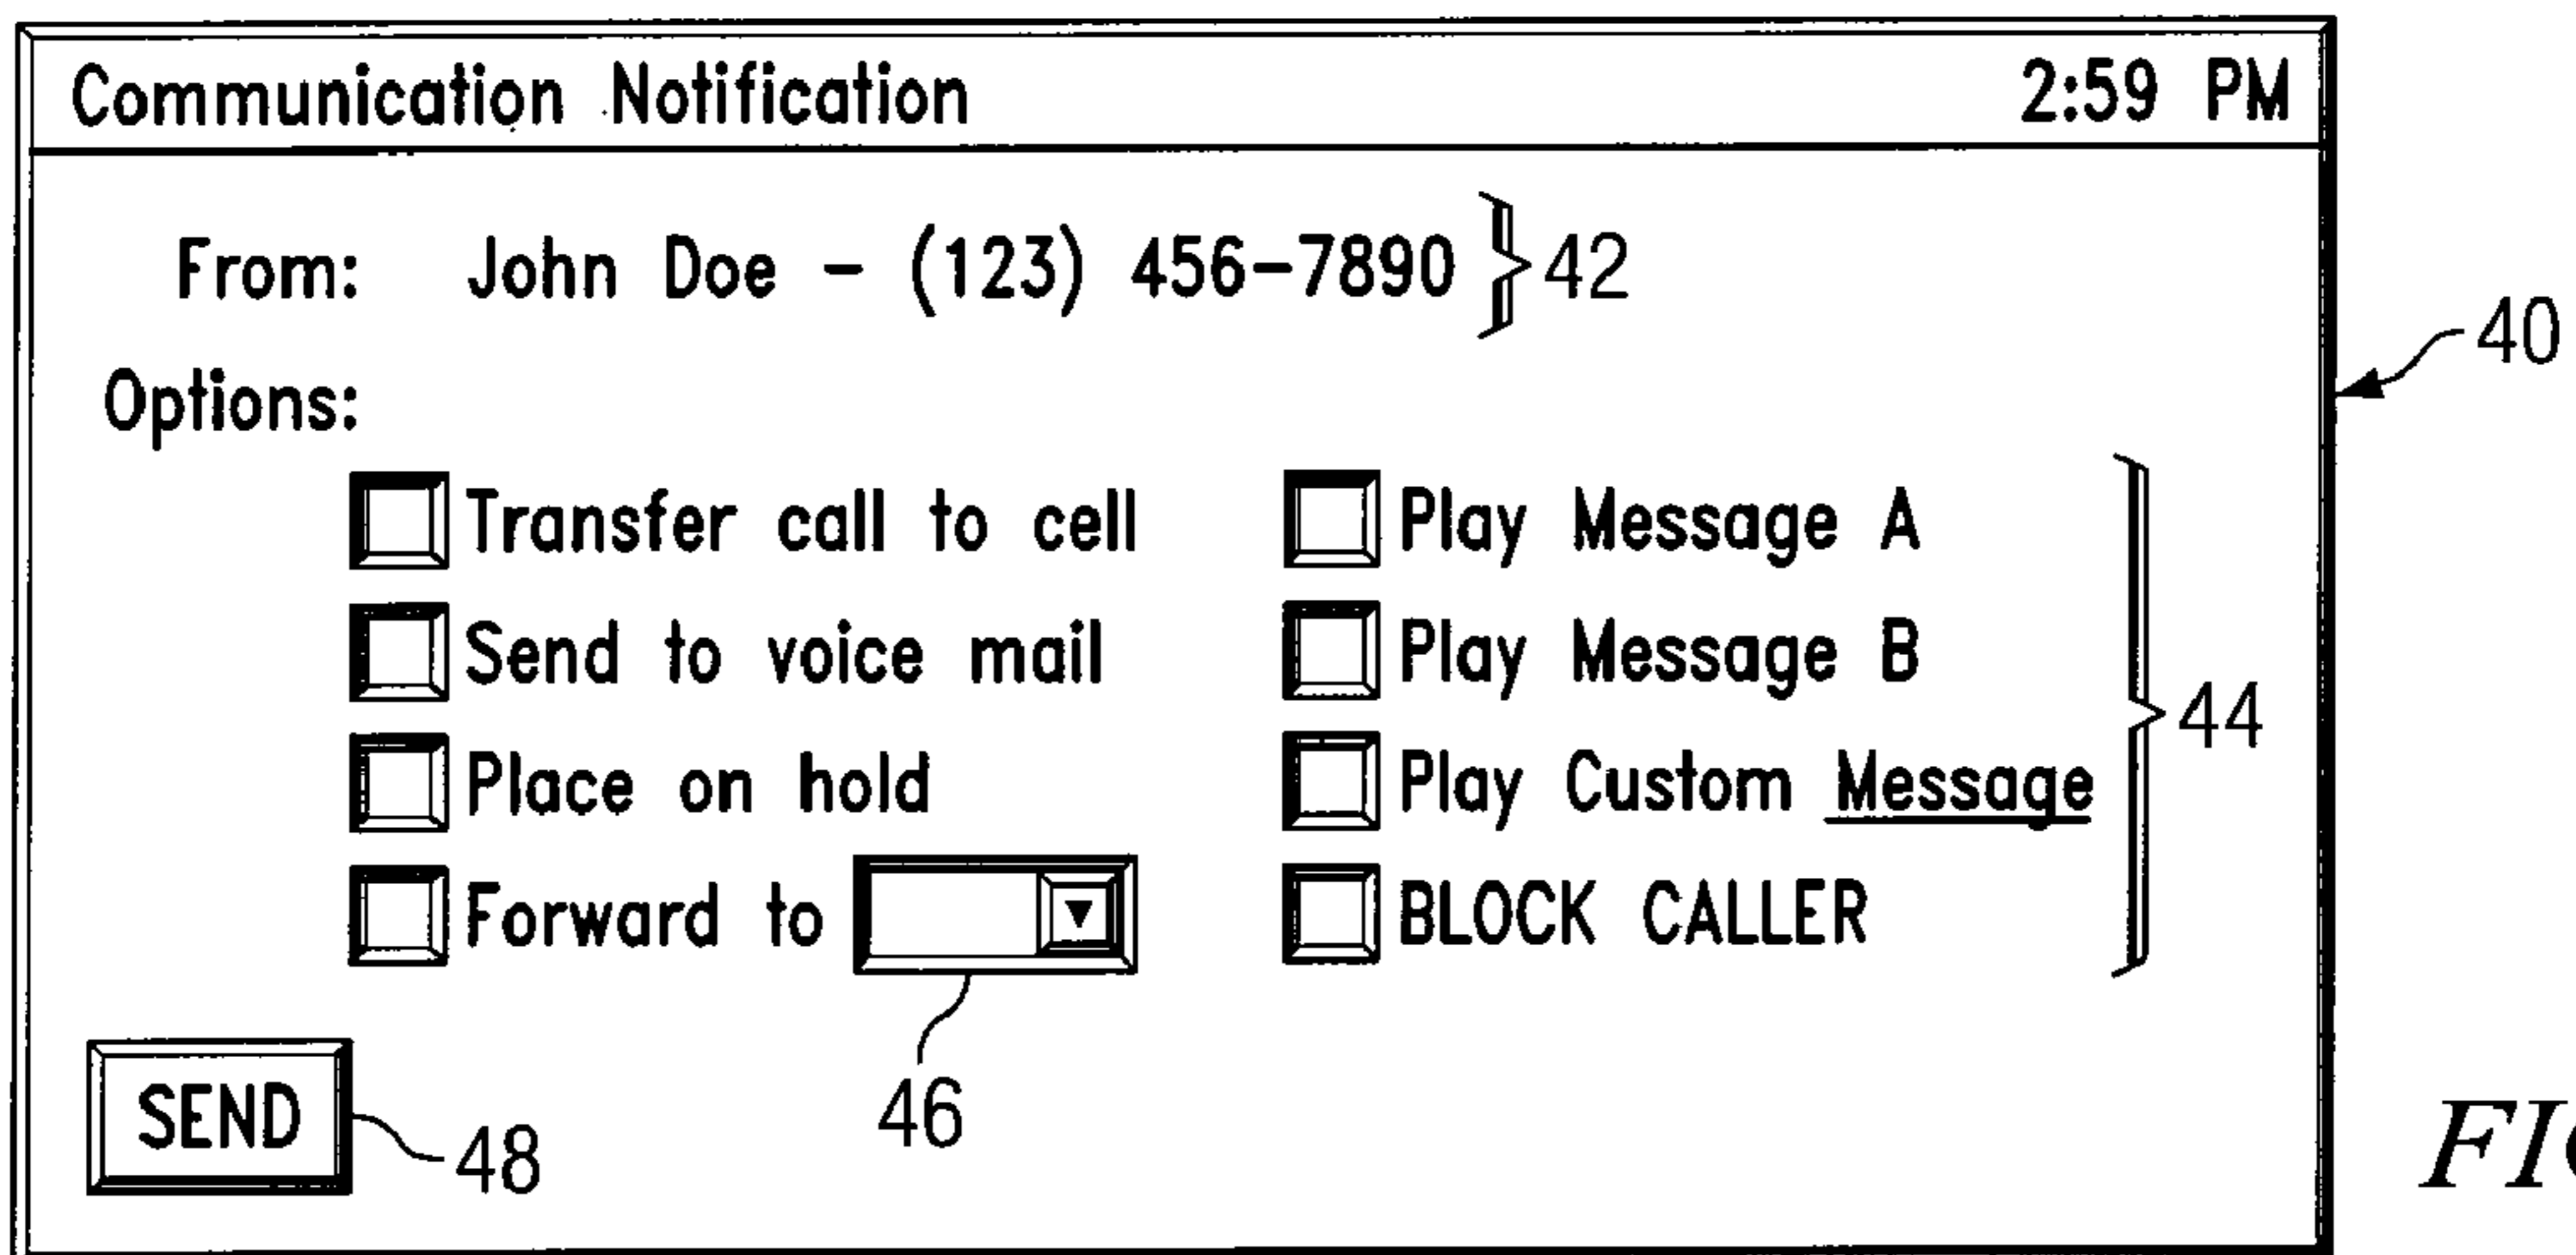 Communication Notification 2:59 PM
From: John Doe - (123) 456-7890 42
40
Options:
Transfer call to cell Play Message A
Send to voice mail Play Message B
44
Place on hold Play Custom Message
Forward to BLOCK CALLER
46
SEND 48